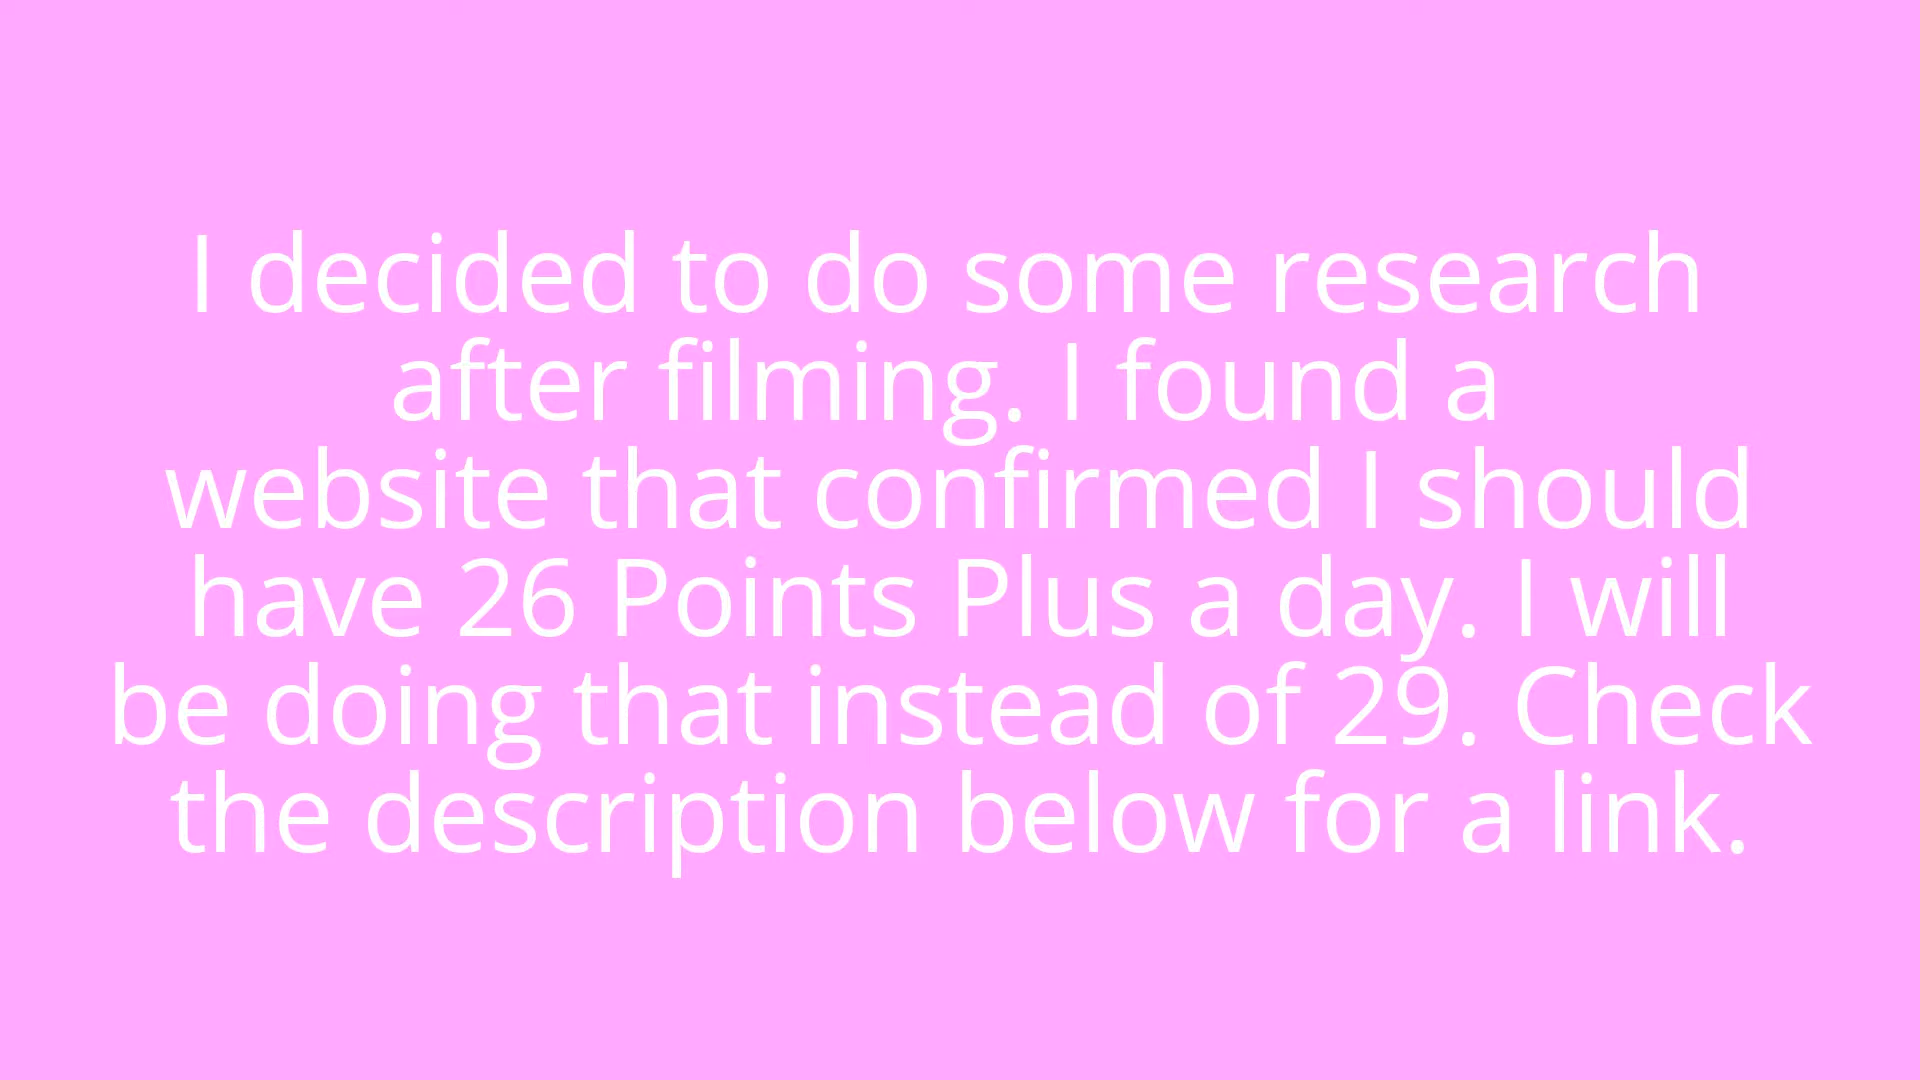 I decided to do some research
after filming. I found a
website that confirmed I should
have 26 Points Plus a day. I will
be doing that instead of 29. Check
the description below for a link.